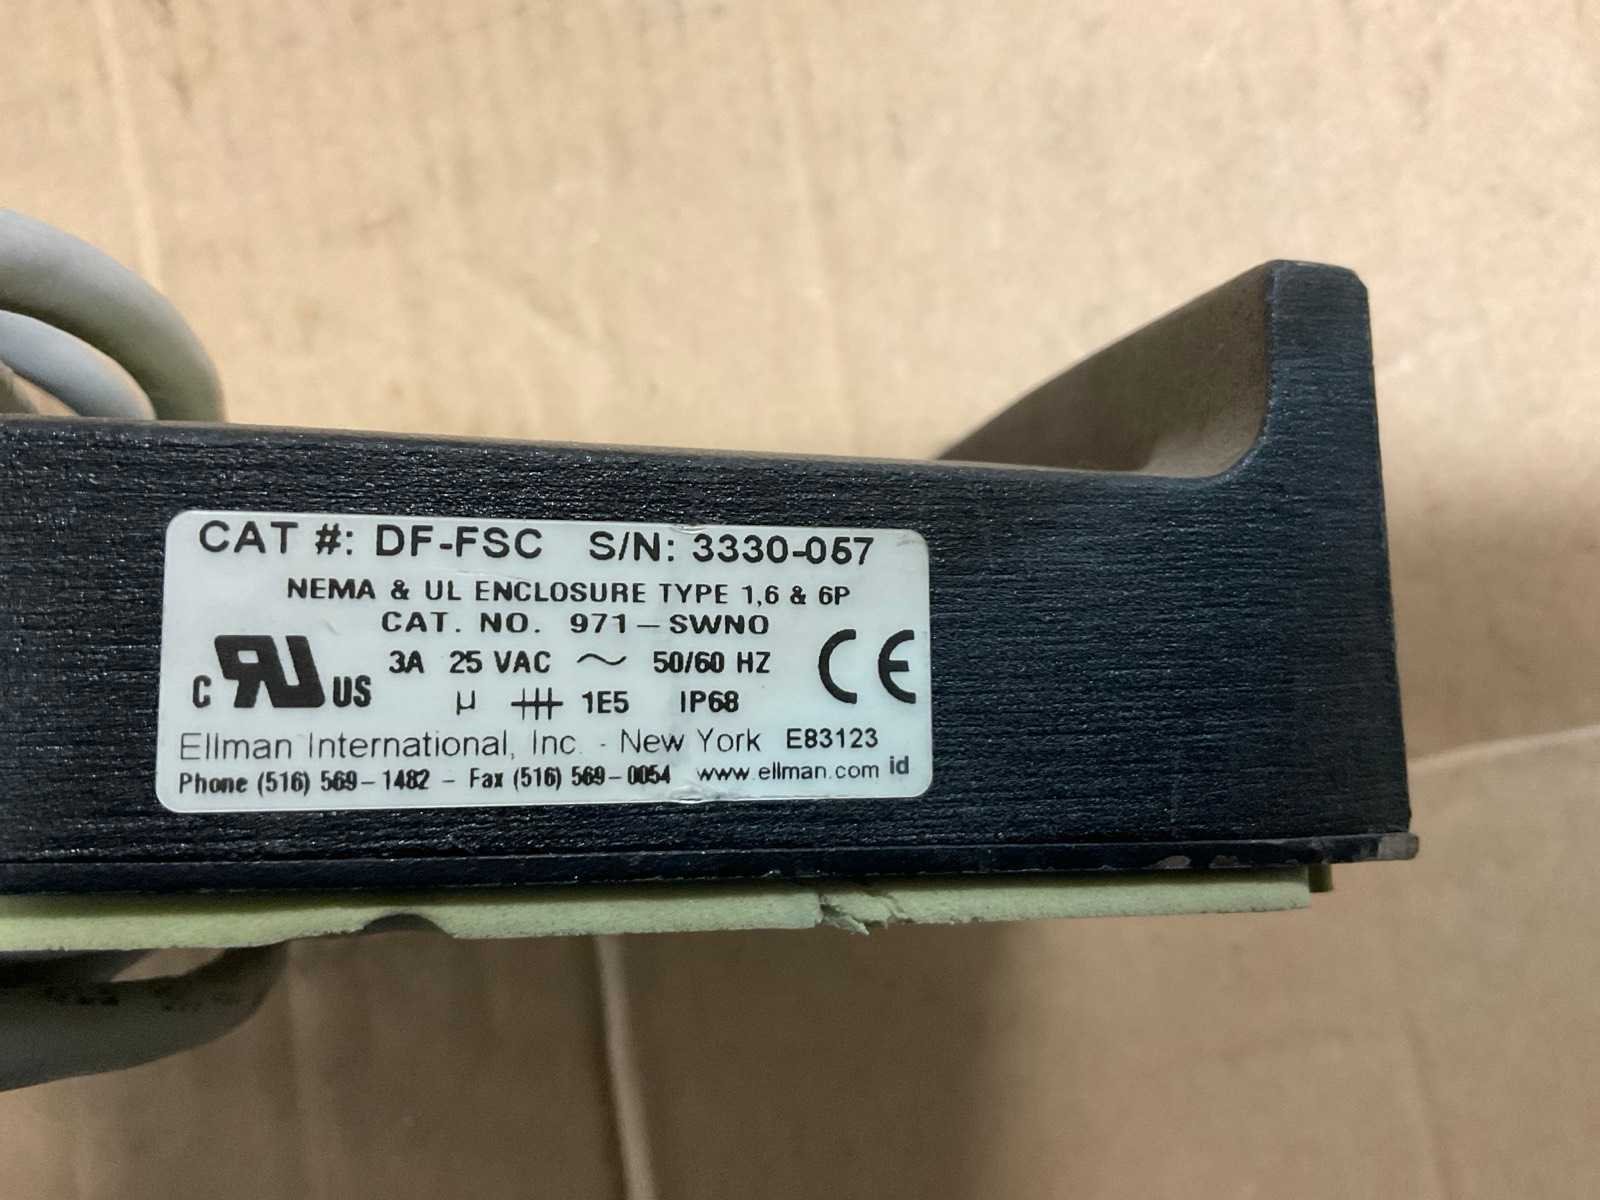 CAT #: DF-FSC S/N: 3330-057
NEMA & UL ENCLOSURE TYPE 1,6 & 6P
CAT. NO. 971-SWNO
3A 25 VAC ~ 50/60 HZ
C RU US
CE
µ 1E5 IP68
Ellman International, Inc. - New York E83123
Phone (516) 569-1482 - Fax (516) 569-0054 www.ellman.com id